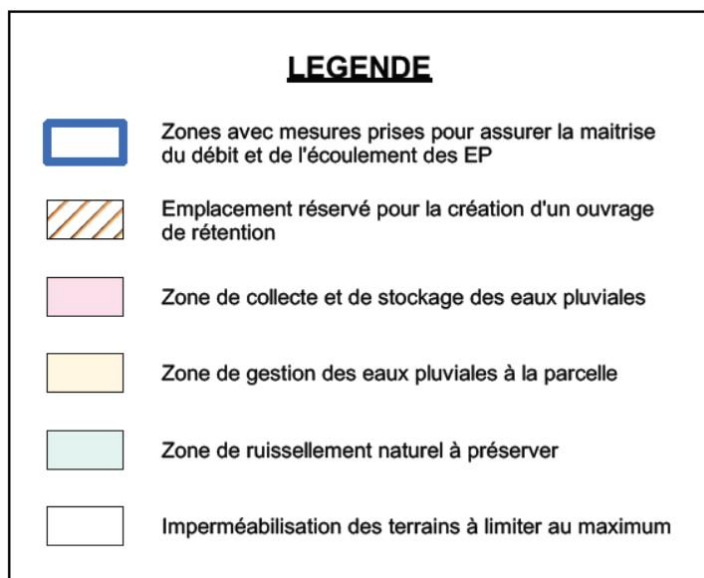 LEGENDE
Zones avec mesures prises pour assurer la maitrise
du débit et de l'écoulement des EP
Emplacement réservé pour la création d'un ouvrage
de rétention
Zone de collecte et de stockage des eaux pluviales
Zone de gestion des eaux pluviales à la parcelle
Zone de ruissellement naturel à préserver
Imperméabilisation des terrains à limiter au maximum